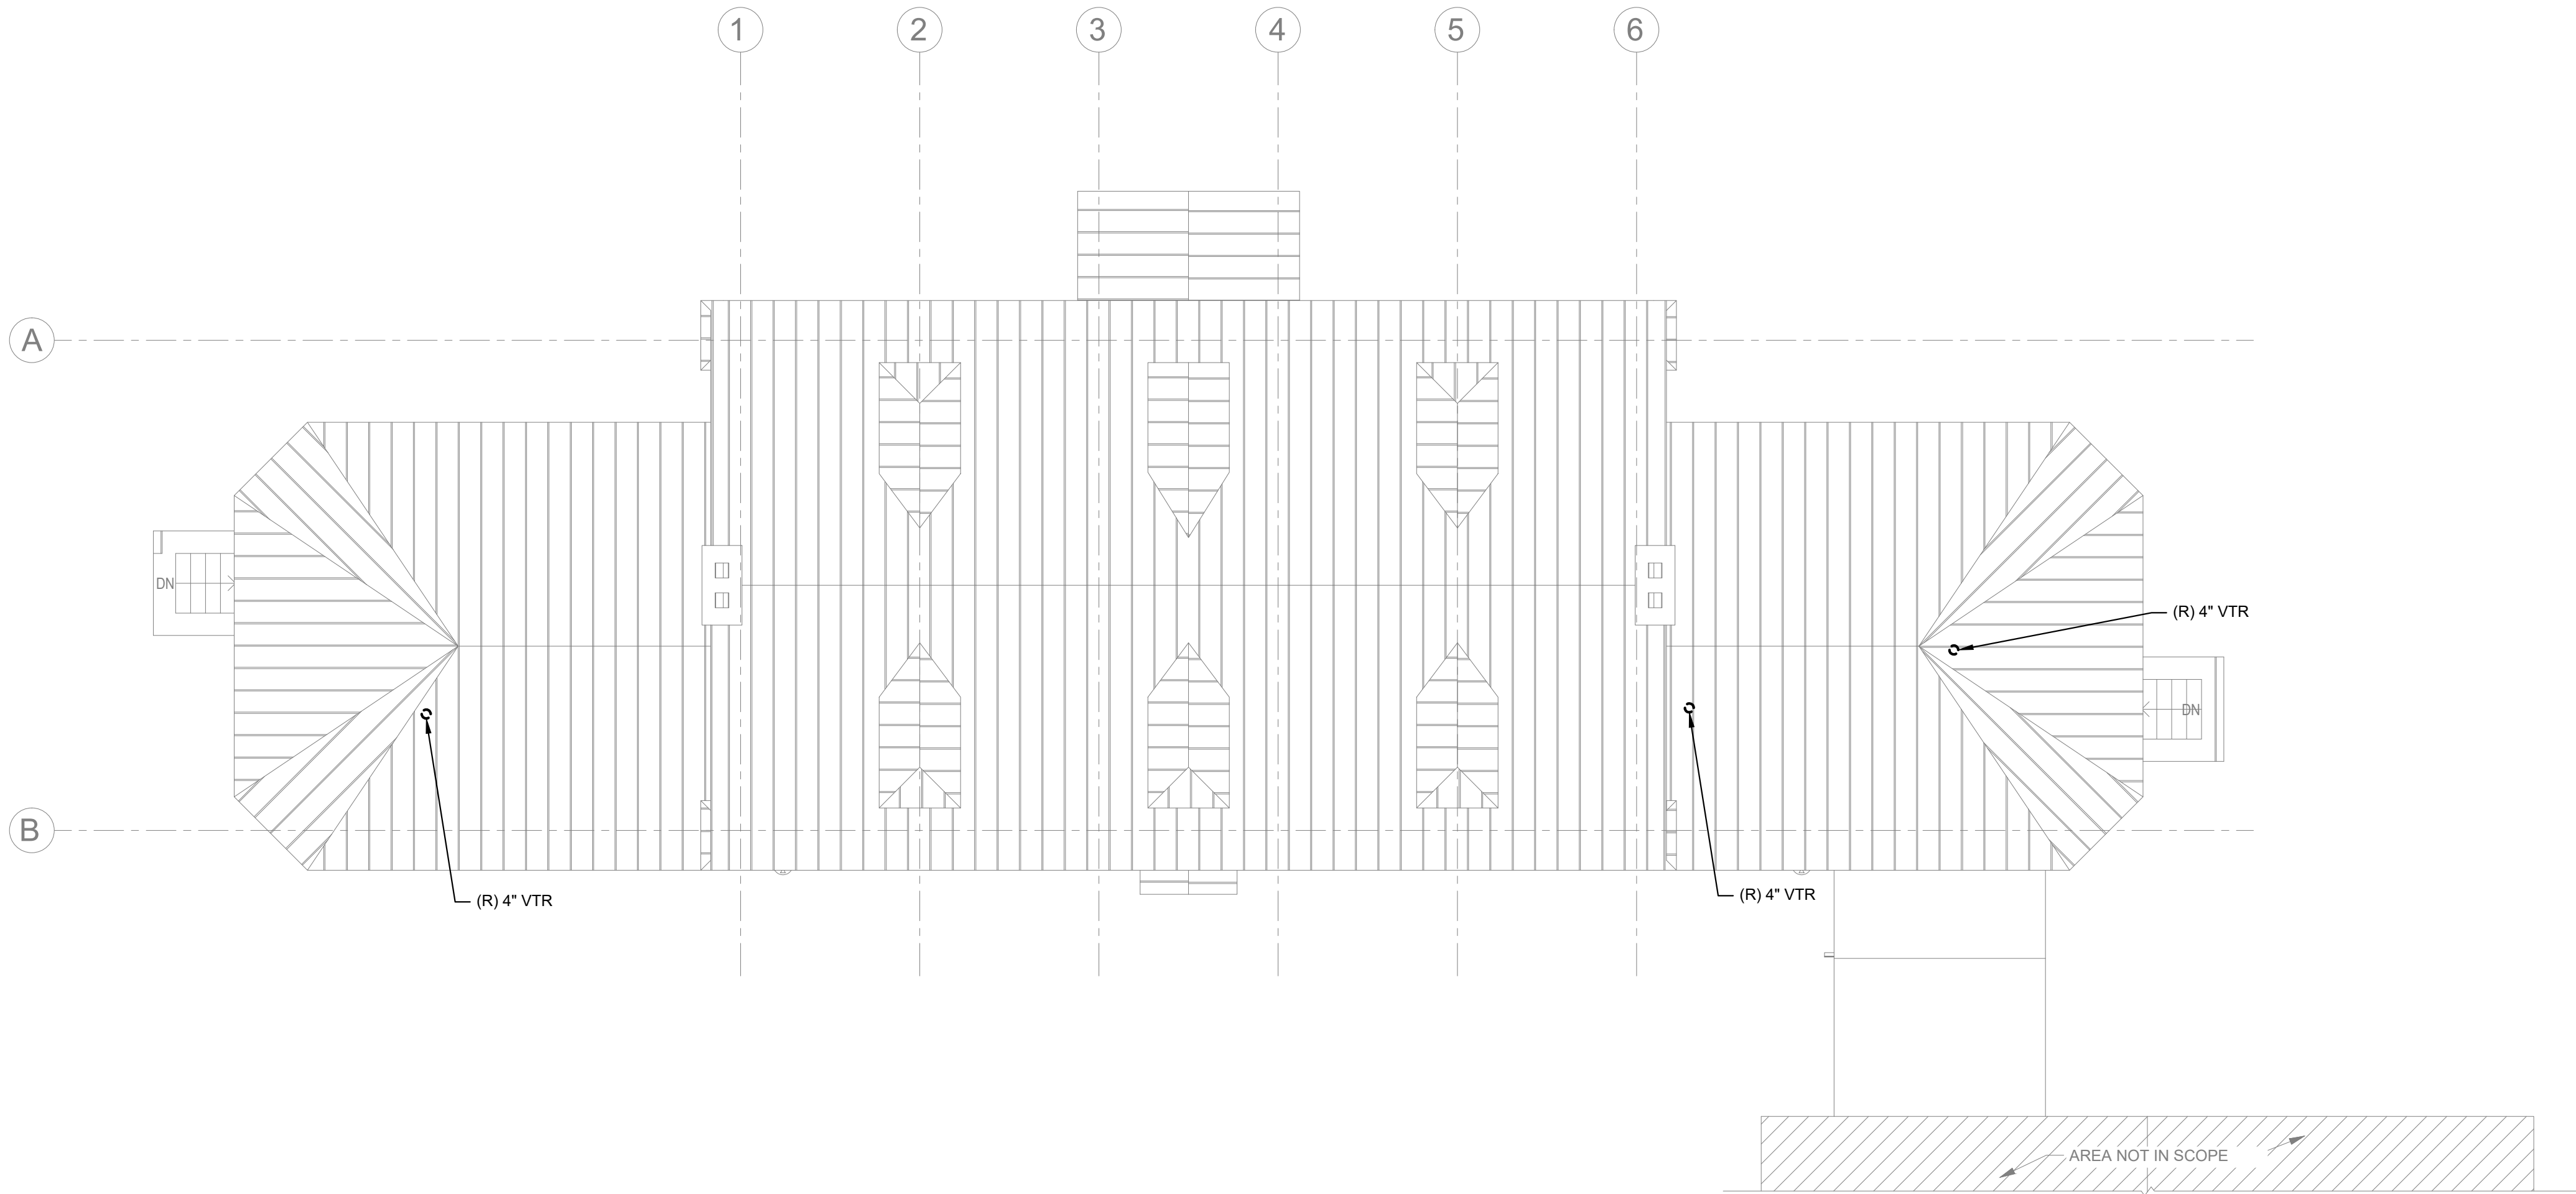 1
2
3
4
5
6
A
DN
(R) 4" VTR
DN
B
(R) 4" VTR
(R) 4" VTR
AREA NOT IN SCOPE